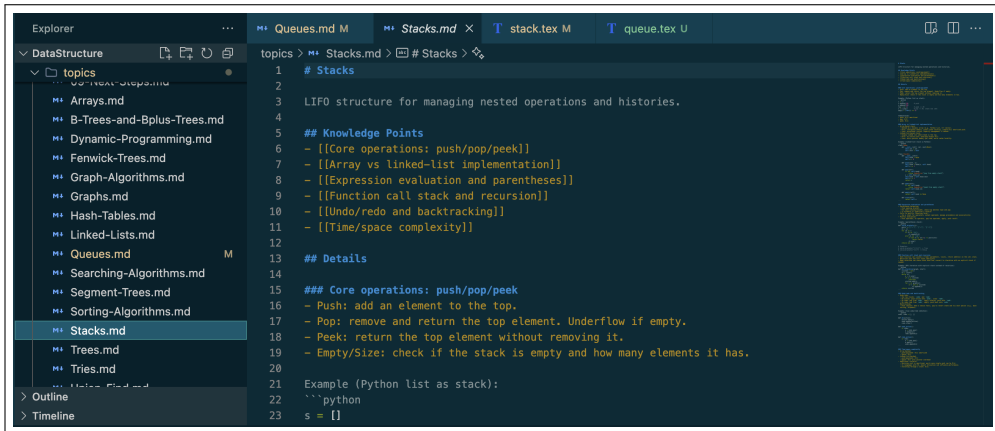 Explorer
···
DataStructure
topics
09-Next-Steps.md
Arrays.md
B-Trees-and-Bplus-Trees.md
Dynamic-Programming.md
Fenwick-Trees.md
Graph-Algorithms.md
Graphs.md
Hash-Tables.md
Linked-Lists.md
Queues.md M
Searching-Algorithms.md
Segment-Trees.md
Sorting-Algorithms.md
Stacks.md
Trees.md
Tries.md
Union-Find.md
Outline
Timeline
Queues.md M
Stacks.md ×
stack.tex M
queue.tex U
topics > Stacks.md > # Stacks >
1 # Stacks
2
3 LIFO structure for managing nested operations and histories.
4
5 ## Knowledge Points
6 - [[Core operations: push/pop/peek]]
7 - [[Array vs linked-list implementation]]
8 - [[Expression evaluation and parentheses]]
9 - [[Function call stack and recursion]]
10 - [[Undo/redo and backtracking]]
11 - [[Time/space complexity]]
12
13 ## Details
14
15 ### Core operations: push/pop/peek
16 - Push: add an element to the top.
17 - Pop: remove and return the top element. Underflow if empty.
18 - Peek: return the top element without removing it.
19 - Empty/Size: check if the stack is empty and how many elements it has.
20
21 Example (Python list as stack):
22 ```python
23 s = []